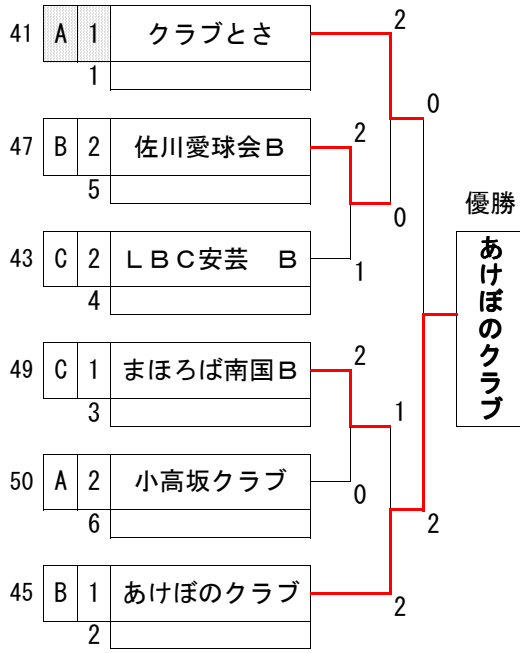 41 A 1 クラブとさ 2
1
0
47 B 2 佐川愛球会B 2
5
0
優勝
あけぼのクラブ
43 C 2 LBC安芸 B 1
4
49 C 1 まほろば南国B 2
3
1
50 A 2 小高坂クラブ 0
6
2
45 B 1 あけぼのクラブ 2
2